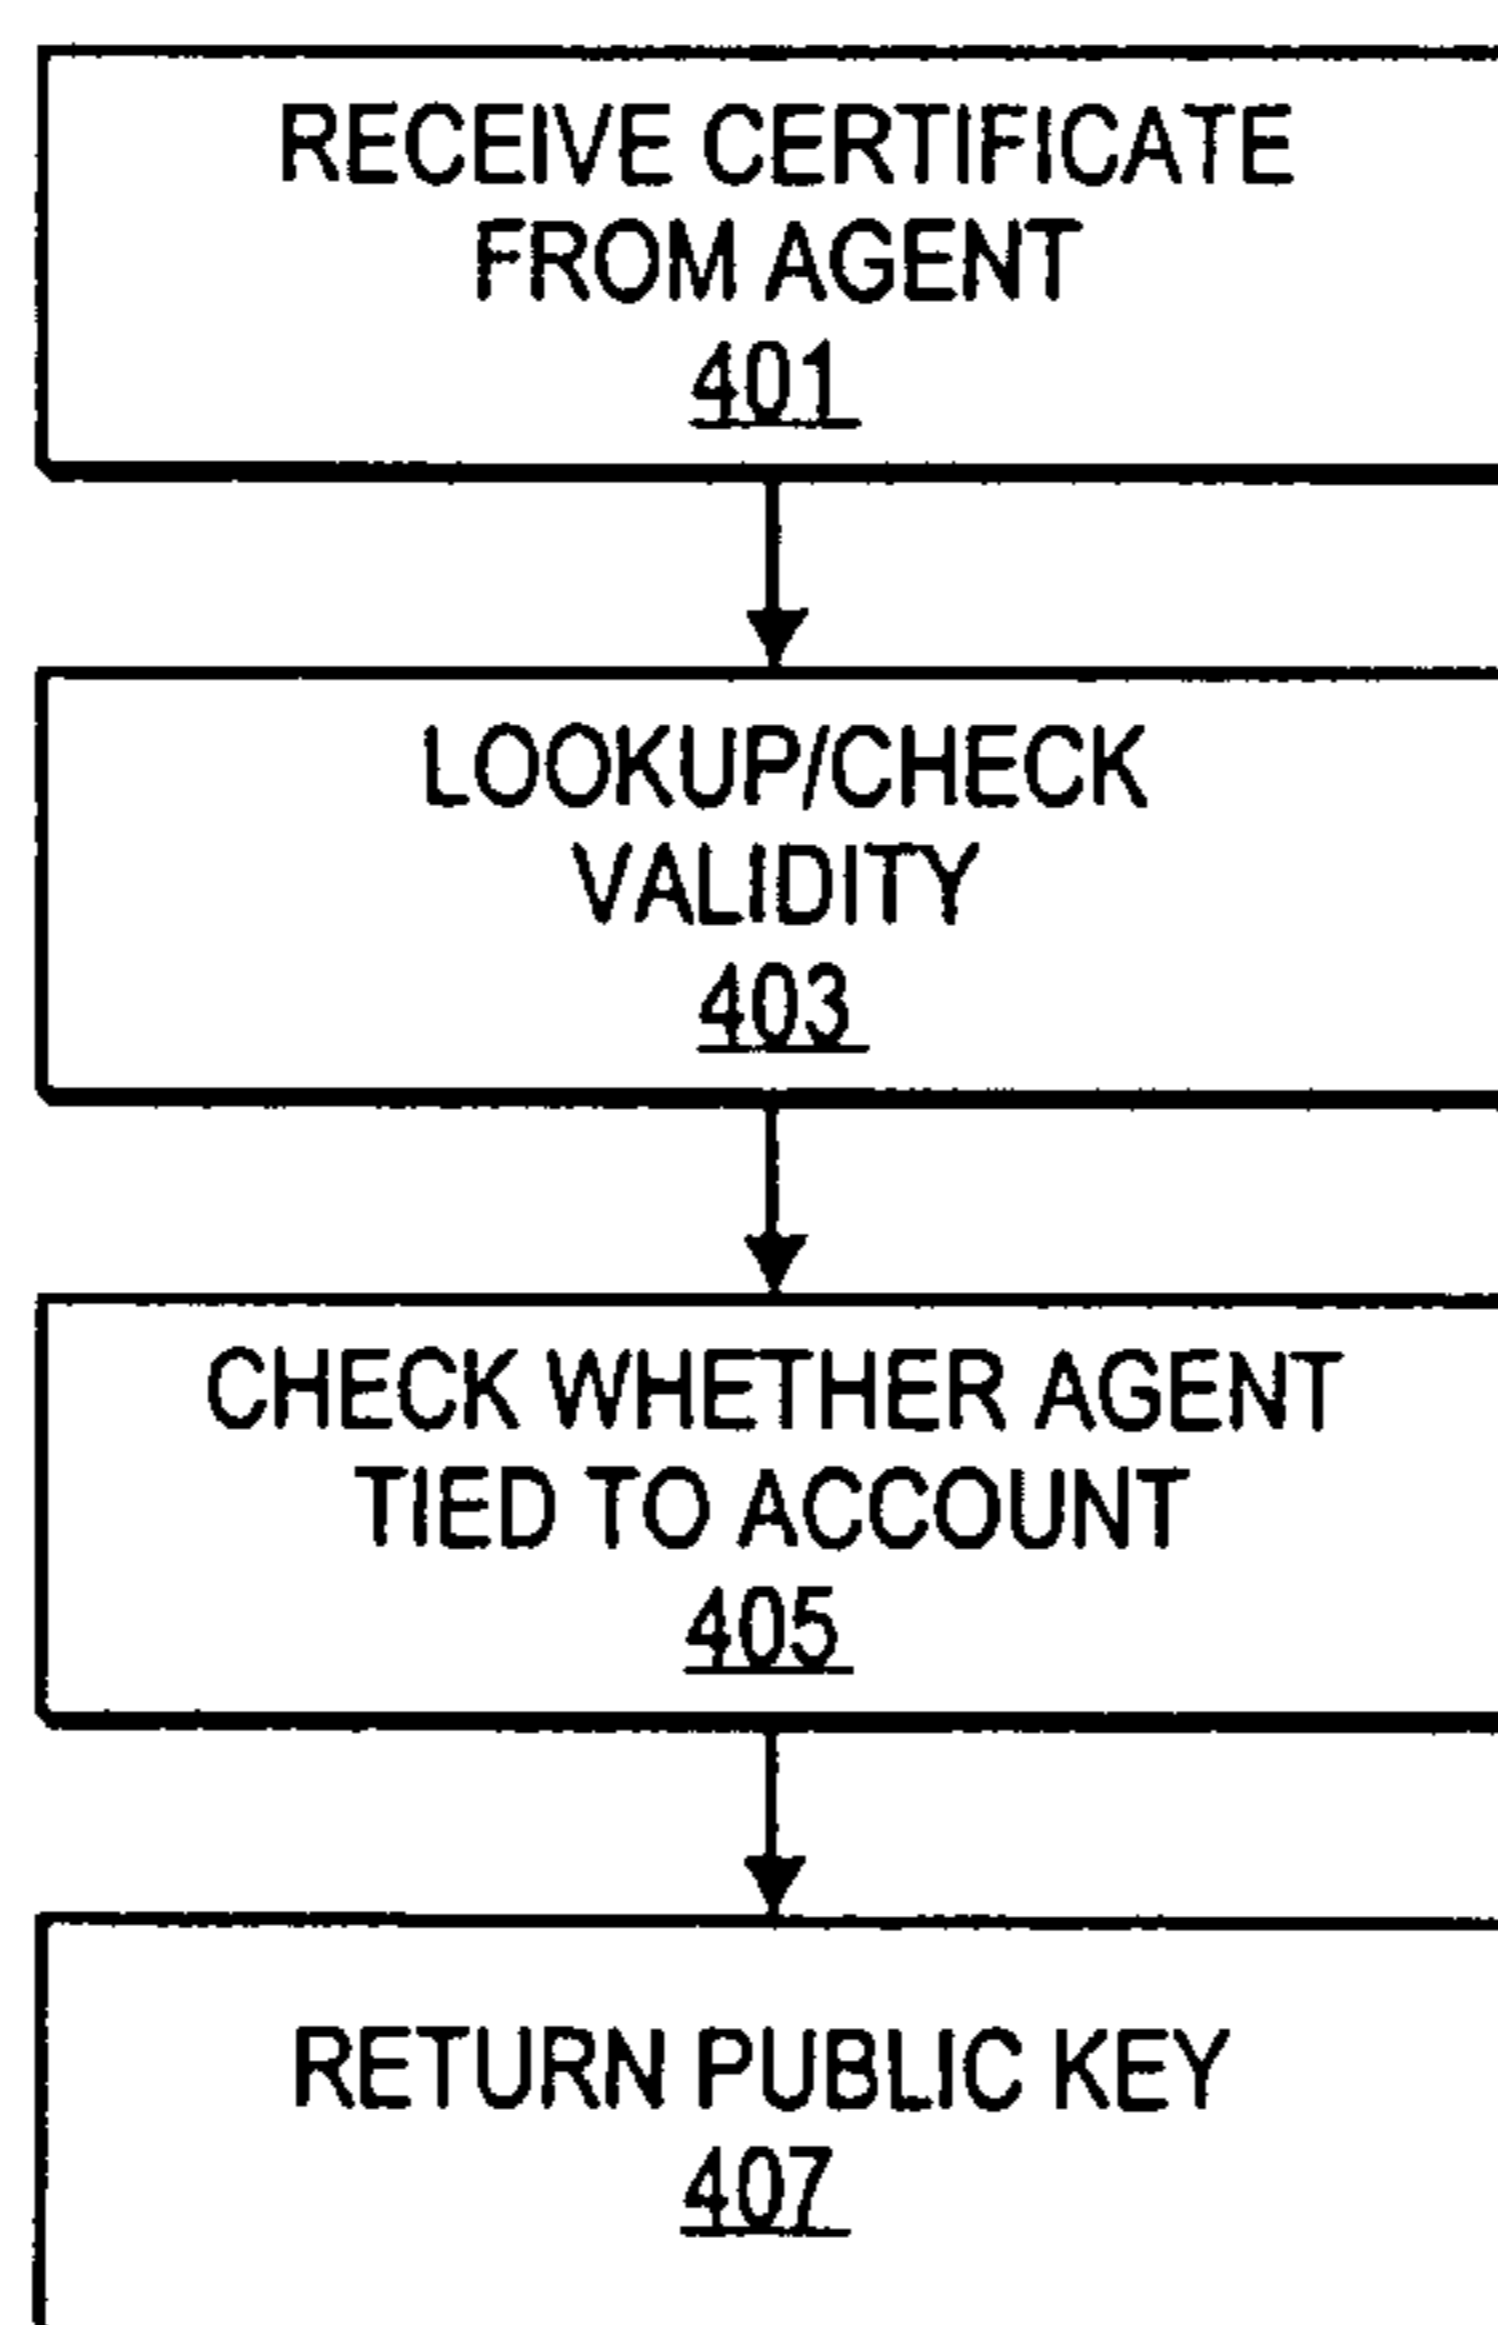 RECEIVE CERTIFICATE
FROM AGENT
401
LOOKUP/CHECK
VALIDITY
403
CHECK WHETHER AGENT
TIED TO ACCOUNT
405
RETURN PUBLIC KEY
407